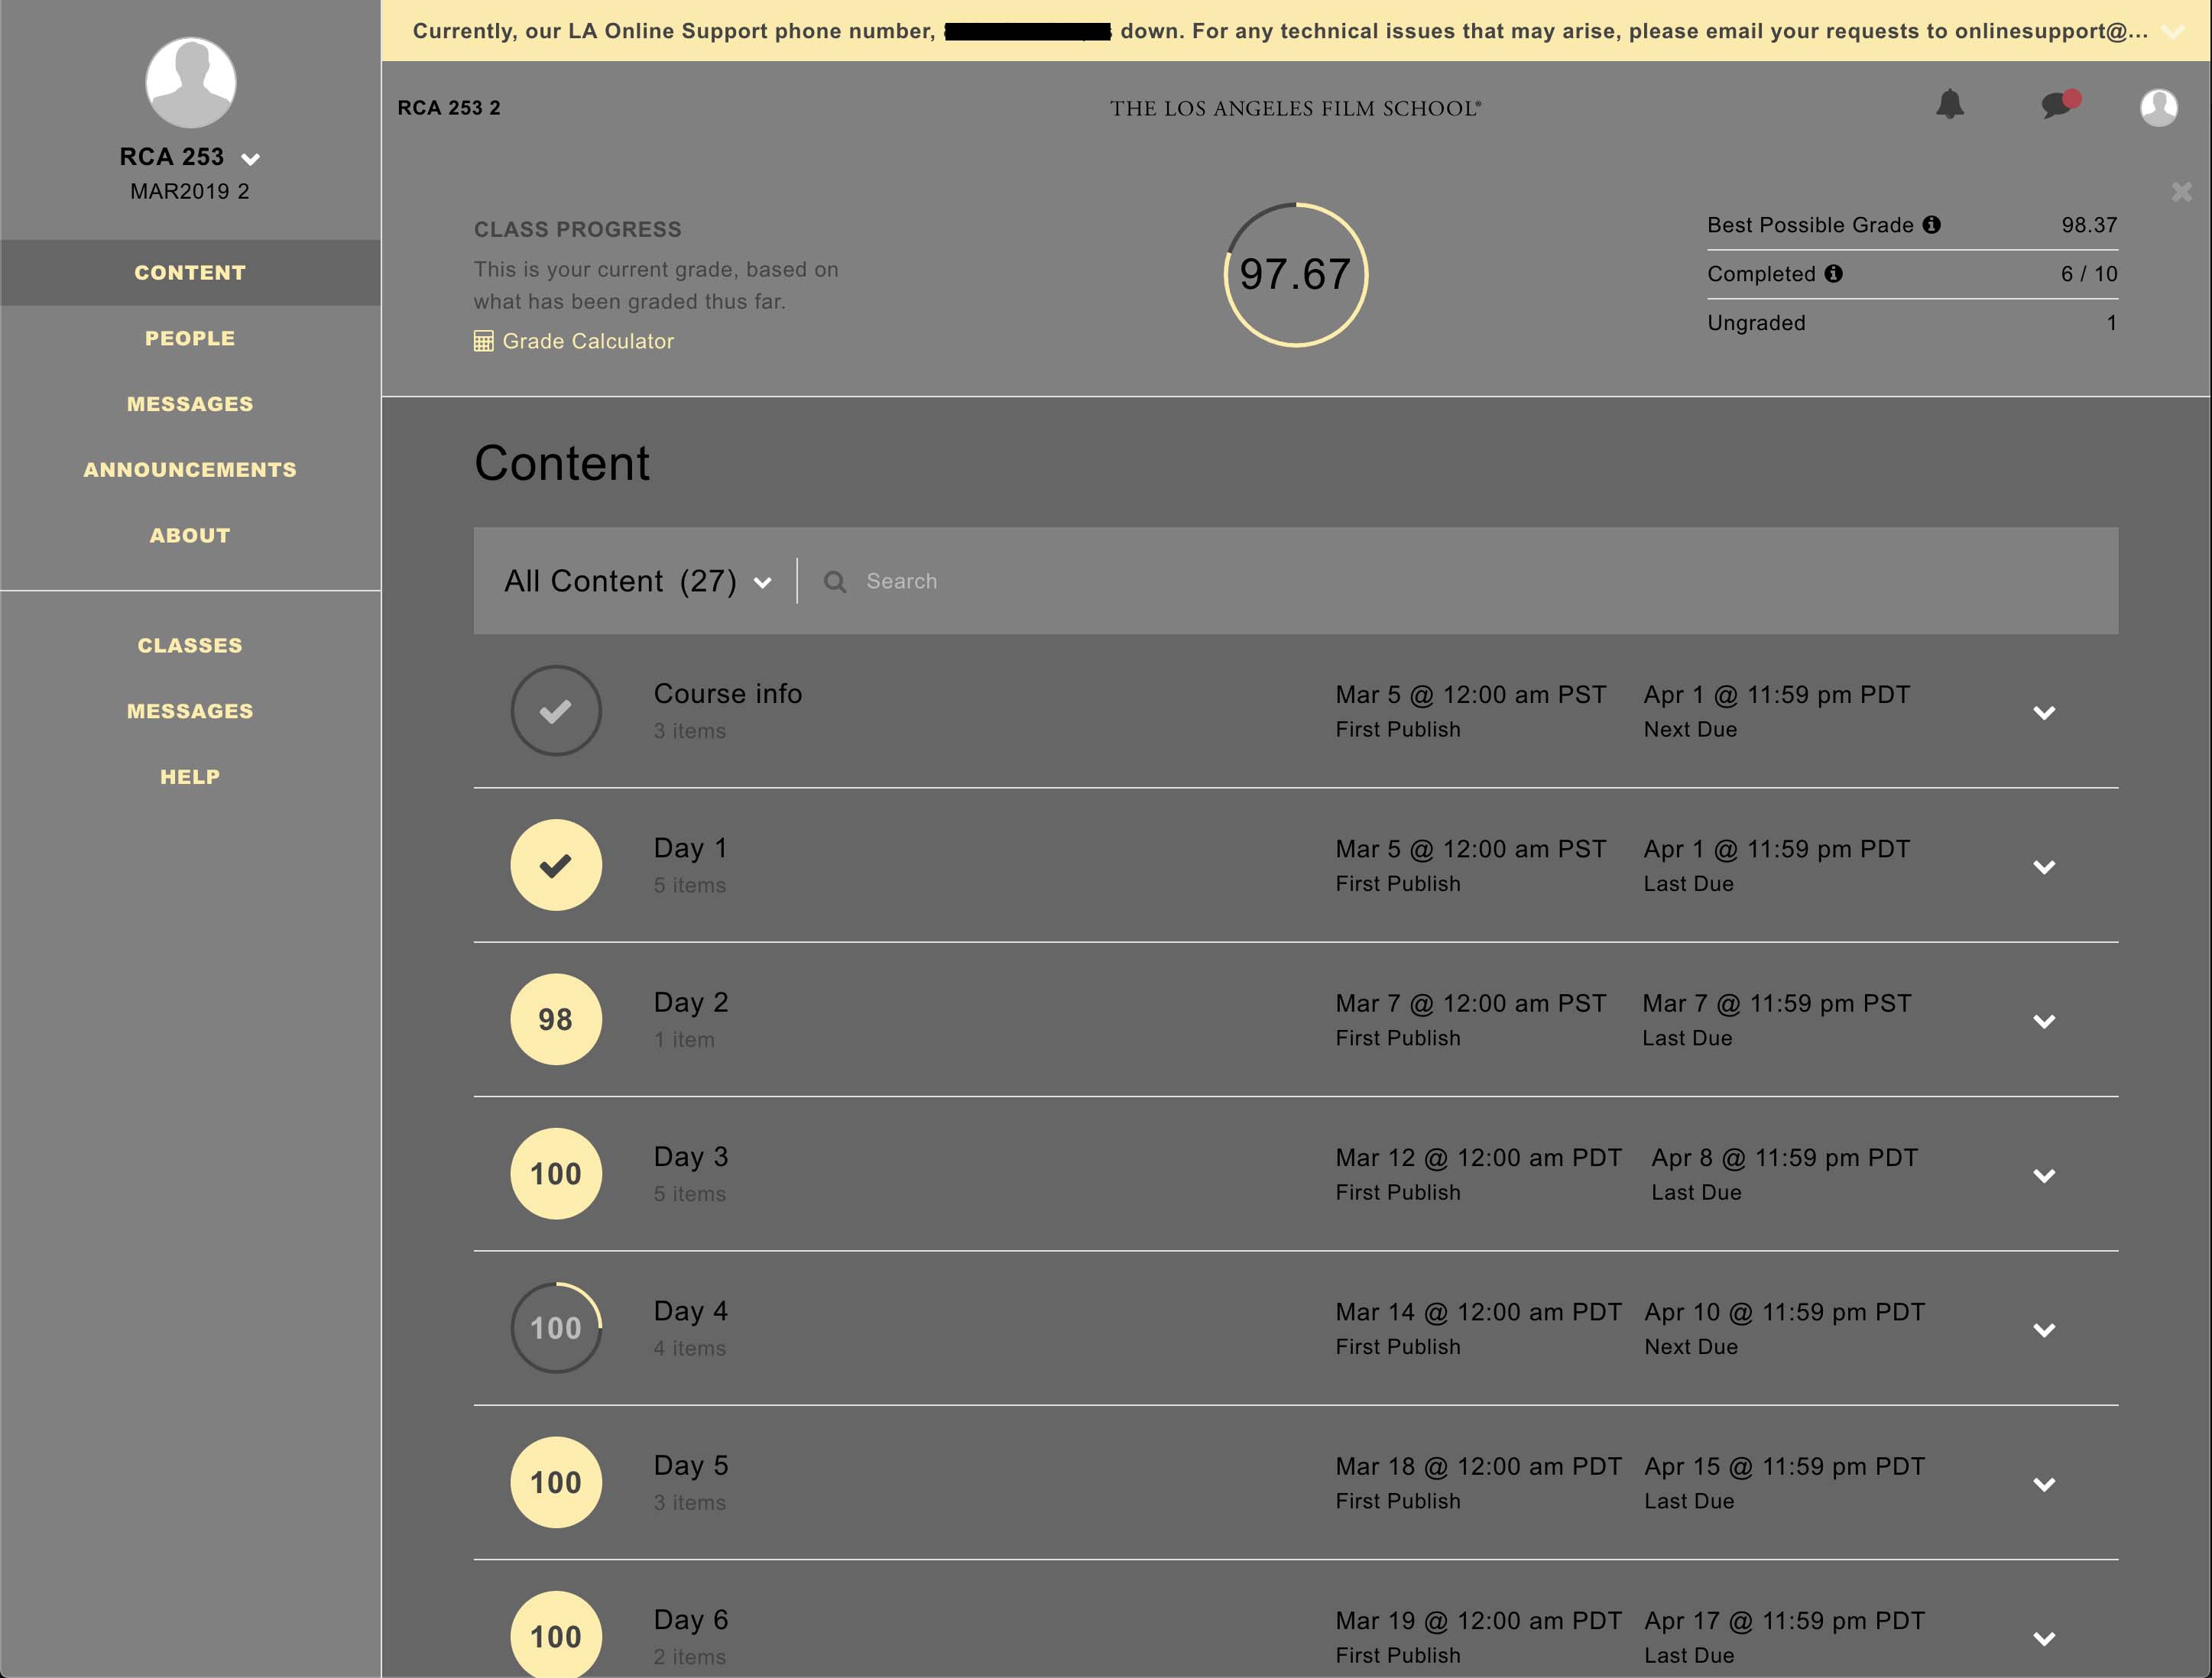 Currently, our LA Online Support phone number, down. For any technical issues that may arise, please email your requests to onlinesupport@...
RCA 253
MAR2019 2
CONTENT
PEOPLE
MESSAGES
ANNOUNCEMENTS
ABOUT
CLASSES
MESSAGES
HELP
RCA 253 2
THE LOS ANGELES FILM SCHOOL®
CLASS PROGRESS
This is your current grade, based on
what has been graded thus far.
Grade Calculator
97.67
Best Possible Grade 98.37
Completed 6 / 10
Ungraded 1
Content
All Content (27) Search
Course info Mar 5 @ 12:00 am PST Apr 1 @ 11:59 pm PDT
3 items First Publish Next Due
Day 1 Mar 5 @ 12:00 am PST Apr 1 @ 11:59 pm PDT
5 items First Publish Last Due
98 Day 2 Mar 7 @ 12:00 am PST Mar 7 @ 11:59 pm PST
1 item First Publish Last Due
100 Day 3 Mar 12 @ 12:00 am PDT Apr 8 @ 11:59 pm PDT
5 items First Publish Last Due
100 Day 4 Mar 14 @ 12:00 am PDT Apr 10 @ 11:59 pm PDT
4 items First Publish Next Due
100 Day 5 Mar 18 @ 12:00 am PDT Apr 15 @ 11:59 pm PDT
3 items First Publish Last Due
100 Day 6 Mar 19 @ 12:00 am PDT Apr 17 @ 11:59 pm PDT
2 items First Publish Last Due